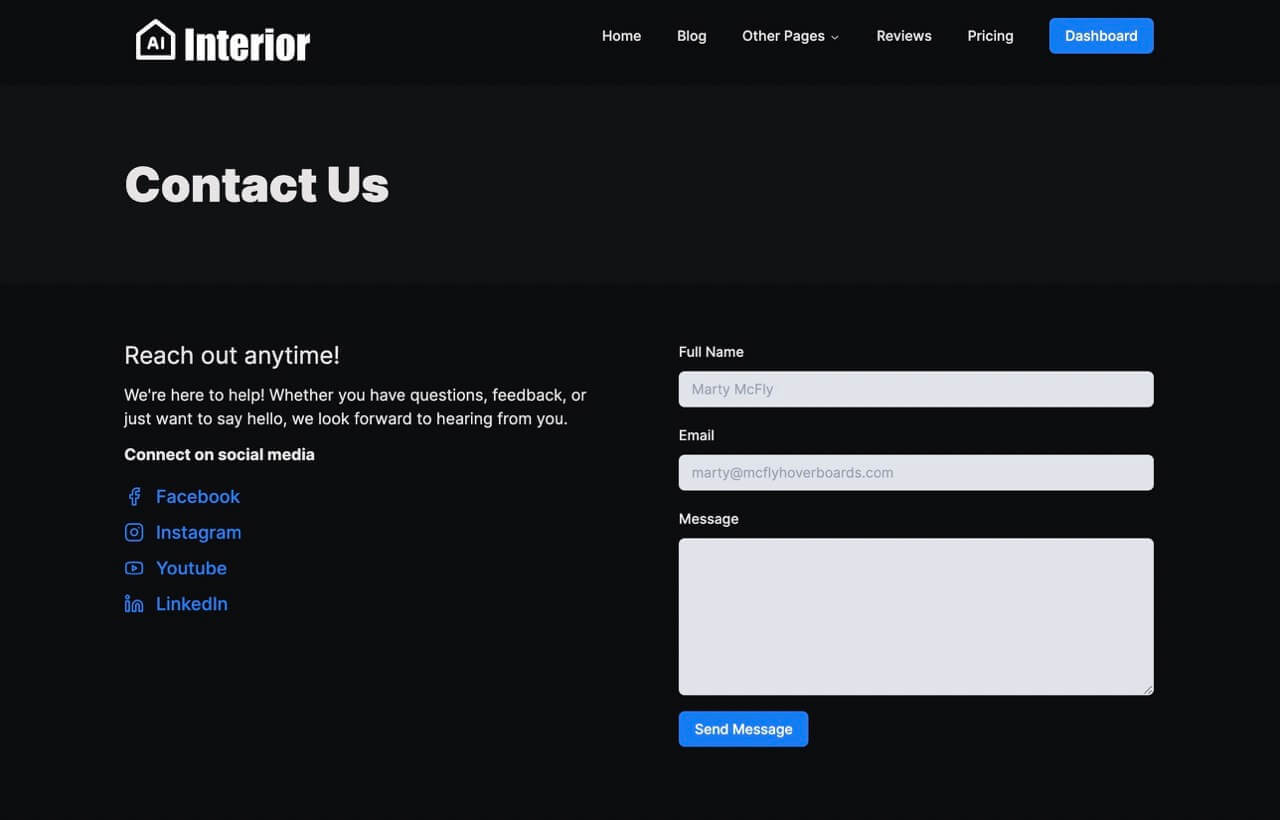 AI Interior
Home
Blog
Other Pages
Reviews
Pricing
Dashboard
Contact Us
Reach out anytime!
We're here to help! Whether you have questions, feedback, or
just want to say hello, we look forward to hearing from you.
Connect on social media
Facebook
Instagram
Youtube
LinkedIn
Full Name
Marty McFly
Email
marty@mcflyhoverboards.com
Message
Send Message